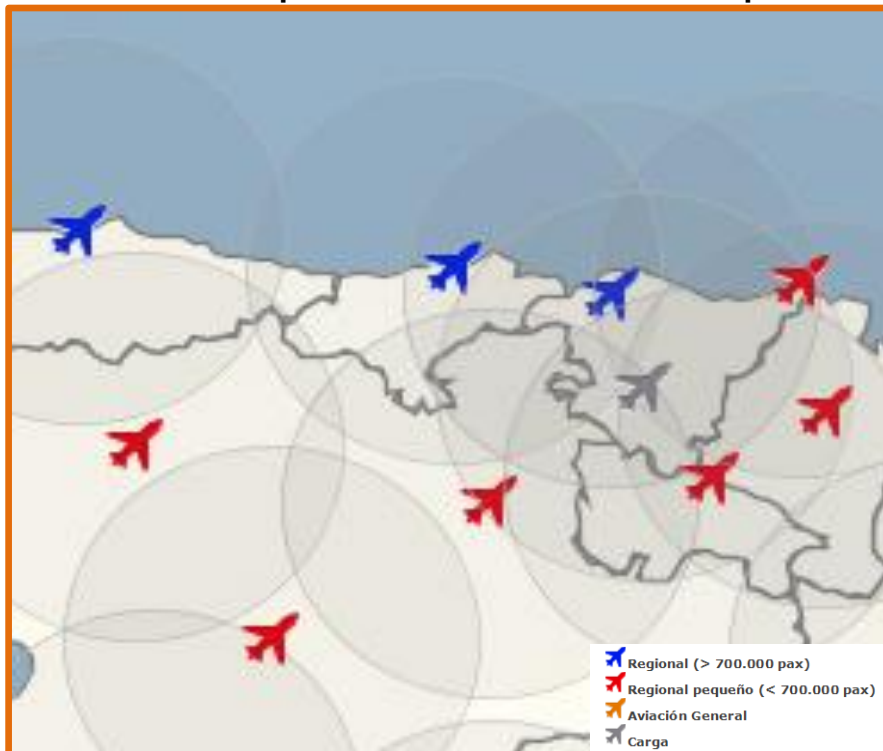 Regional (> 700.000 pax)
Regional pequeño (< 700.000 pax)
Aviación General
Carga